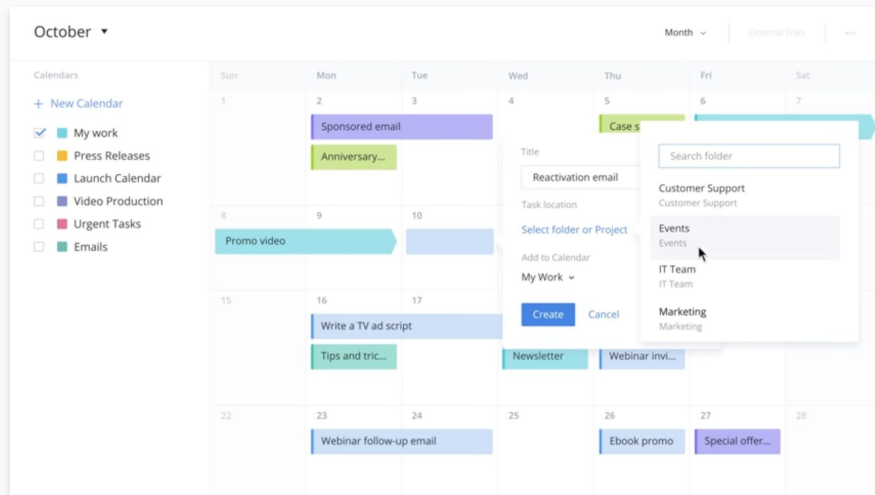 October
Month
External links
Calendars
+ New Calendar
My work
Press Releases
Launch Calendar
Video Production
Urgent Tasks
Emails
Sun Mon Tue Wed Thu Fri Sat
1 2 3 4 5 6 7
Sponsored email
Case s
Anniversary...
Title
Reactivation email
Task location
Select folder or Project
Add to Calendar
My Work
Create Cancel
Search folder
Customer Support
Customer Support
Events
Events
IT Team
IT Team
Marketing
Marketing
8 9 10
Promo video
15 16 17
Write a TV ad script
Tips and tric...
Newsletter
Webinar invi...
22 23 24 25 26 27 28
Webinar follow-up email
Ebook promo
Special offer...